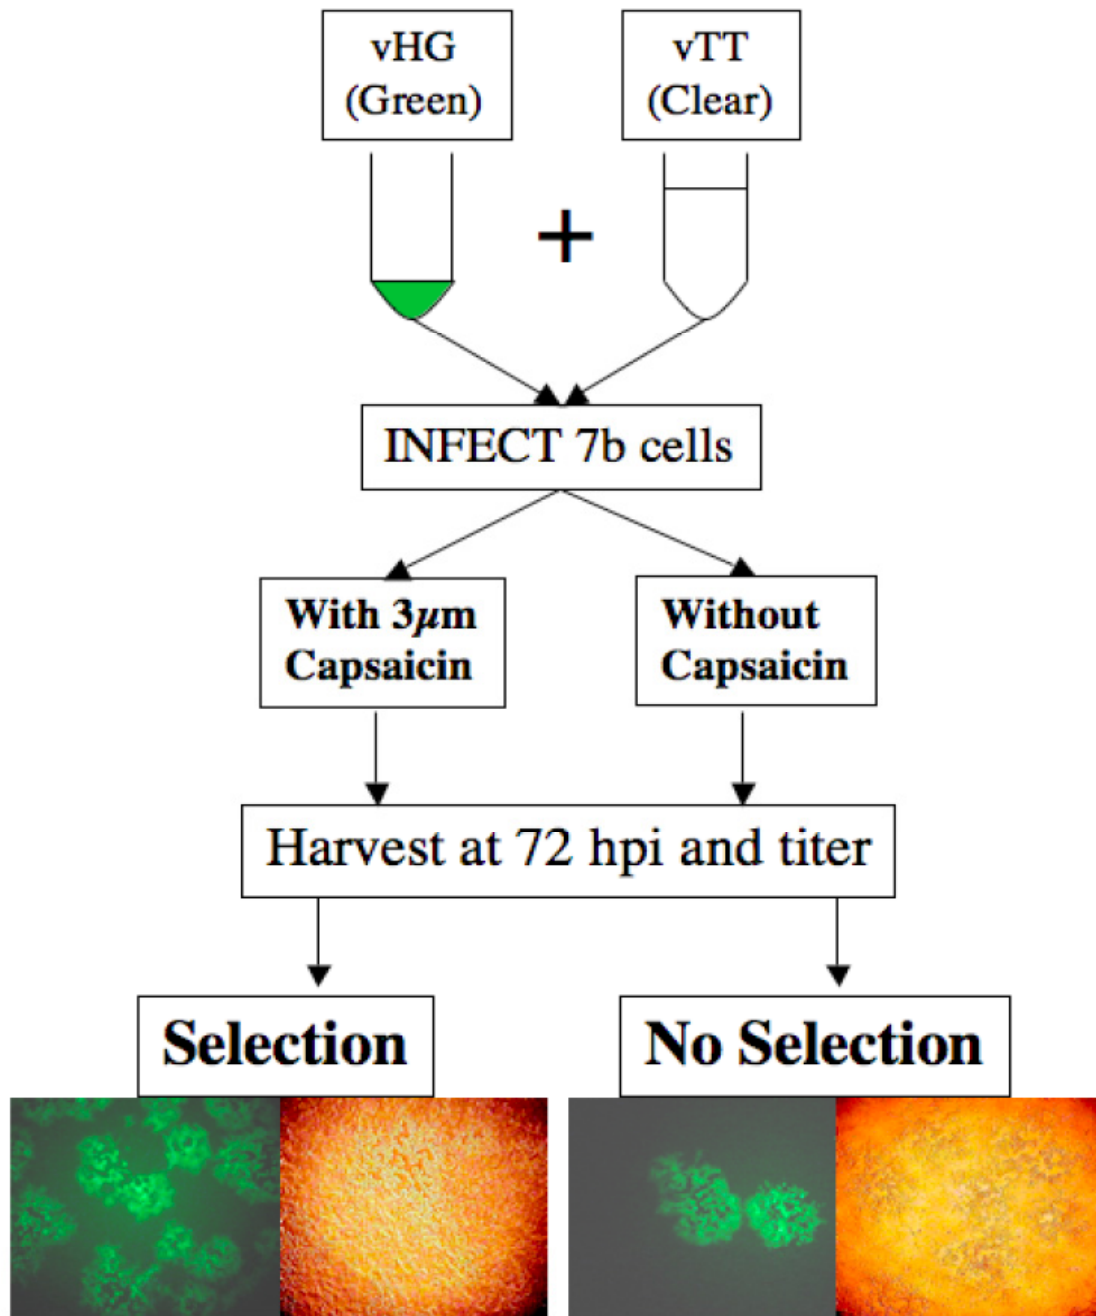 vHG
(Green)
vTT
(Clear)
+
INFECT 7b cells
With 3µm
Capsaicin
Without
Capsaicin
Harvest at 72 hpi and titer
Selection
No Selection